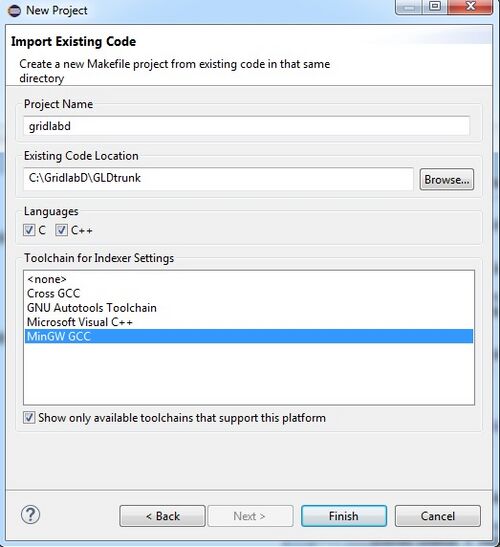 New Project
Import Existing Code
Create a new Makefile project from existing code in that same
directory
Project Name
gridlabd
Existing Code Location
C:\GridlabD\GLDtrunk
Browse...
Languages
C C++
Toolchain for Indexer Settings
<none>
Cross GCC
GNU Autotools Toolchain
Microsoft Visual C++
MinGW GCC
Show only available toolchains that support this platform
? < Back Next > Finish Cancel